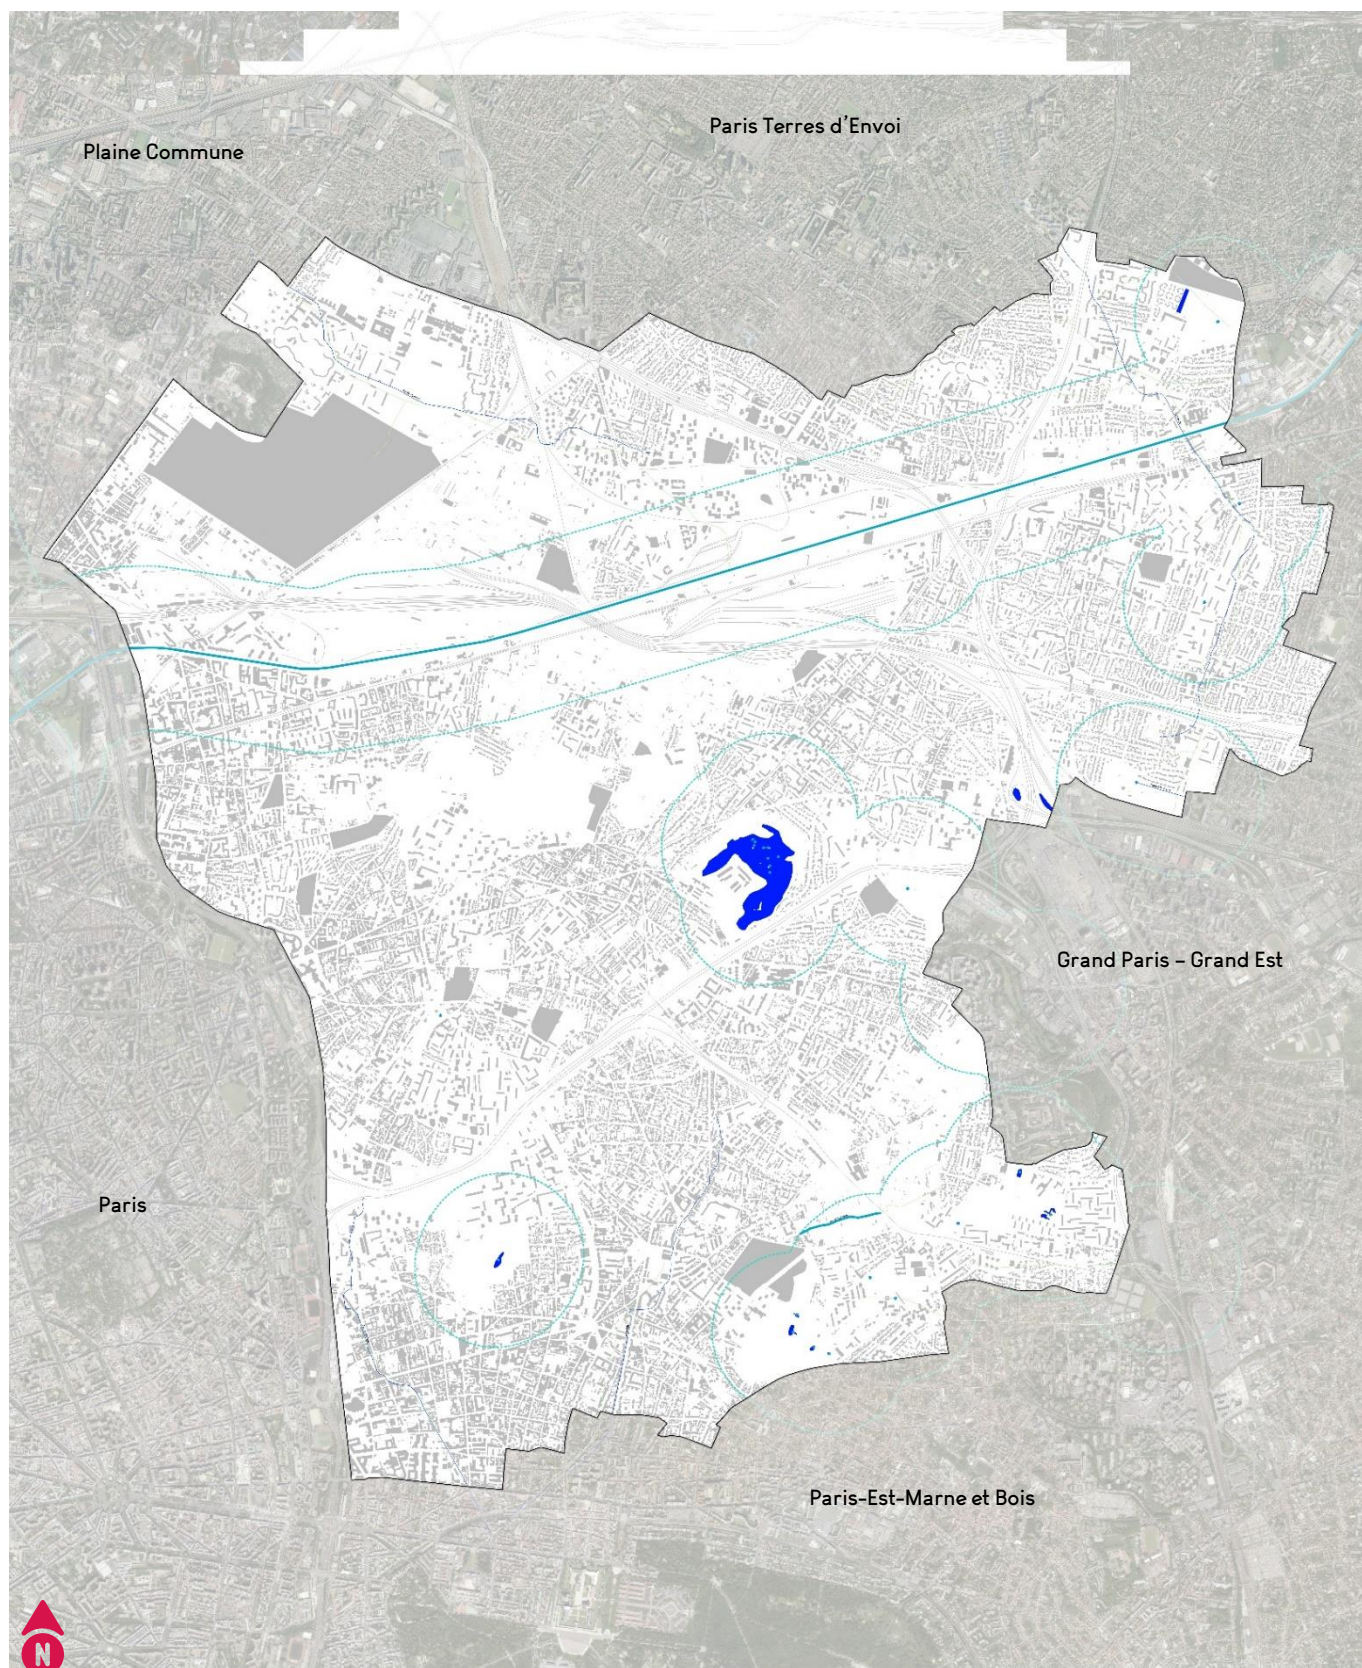 Paris Terres d'Envoi
Plaine Commune
Grand Paris – Grand Est
Paris
Paris-Est-Marne et Bois
N